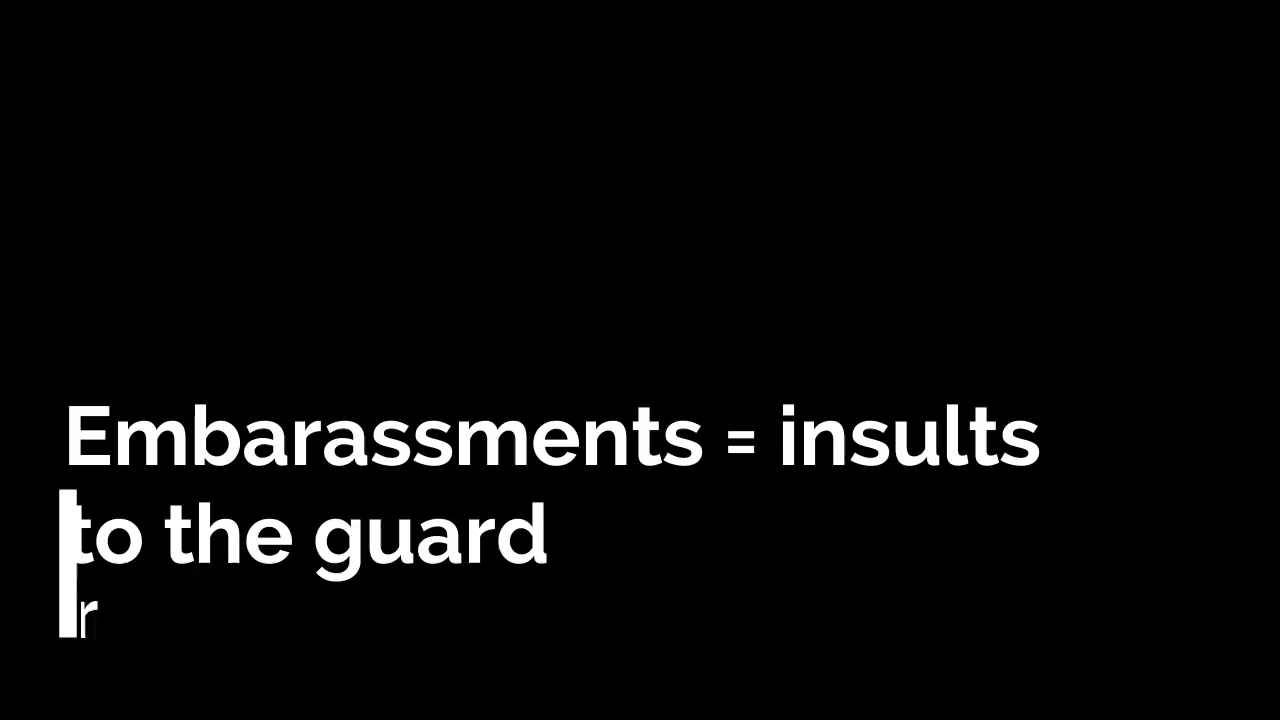 Embarassments = insults
to the guard
r